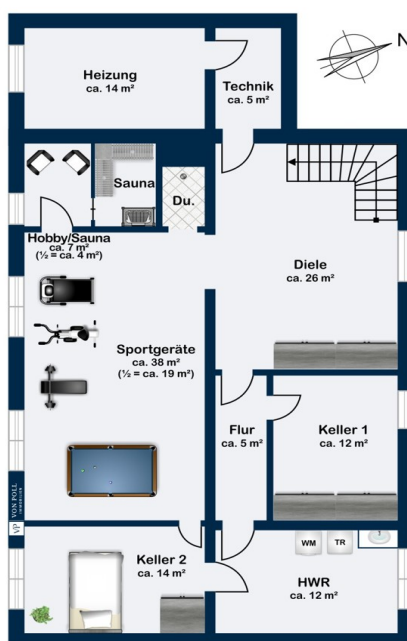 N
Heizung
ca. 14 m²
Technik
ca. 5 m²
Sauna
Du.
Hobby/Sauna
ca. 7 m²
(½ = ca. 4 m²)
Diele
ca. 26 m²
Sportgeräte
ca. 38 m²
(½ = ca. 19 m²)
Flur
ca. 5 m²
Keller 1
ca. 12 m²
VON POLL
IMMOBILIEN
VP
Keller 2
ca. 14 m²
WM
TR
HWR
ca. 12 m²